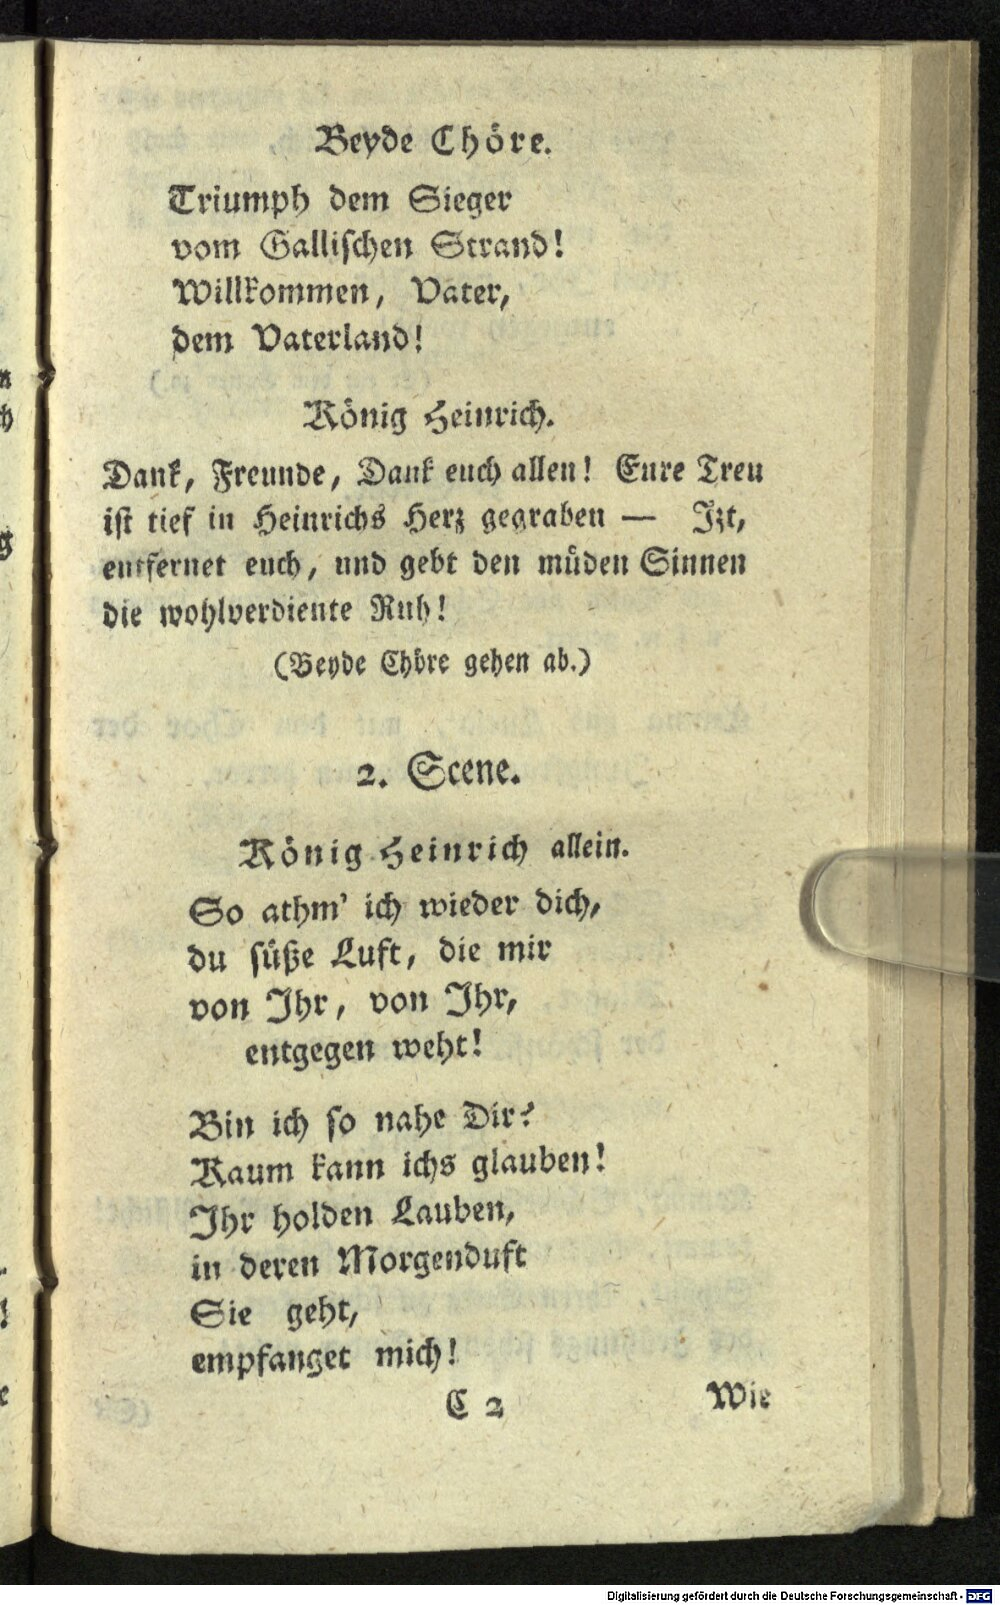 Beyde Chöre.
Triumph dem Sieger
vom Gallischen Strand!
Willkommen, Vater,
dem Vaterland!
König Heinrich.
Dank, Freunde, Dank euch allen! Eure Treu
ist tief in Heinrichs Herz gegraben — Jzt,
entfernet euch, und gebt den müden Sinnen
die wohlverdiente Ruh!
(Beyde Chöre gehen ab.)
2. Scene.
König Heinrich allein.
So athm' ich wieder dich,
du süße Luft, die mir
von Ihr, von Ihr,
entgegen weht!
Bin ich so nahe Dir?
Kaum kann ichs glauben!
Ihr holden Lauben,
in deren Morgenduft
Sie geht,
empfanget mich!
C 2 Wie
Digitalisierung gefördert durch die Deutsche Forschungsgemeinschaft - DFG